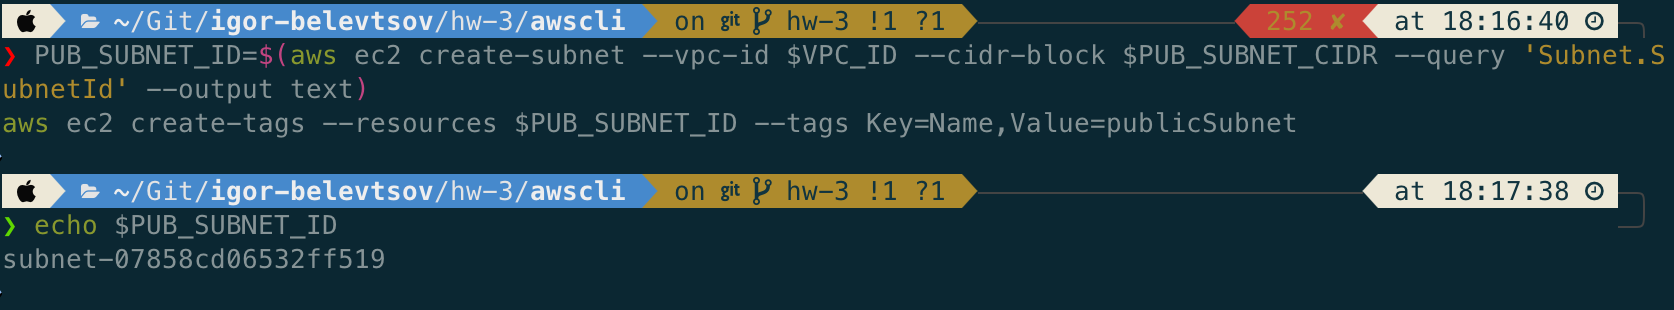 ~/Git/igor-belevtsov/hw-3/awscli on git hw-3 !1 ?1 252 ✘ at 18:16:40
❯ PUB_SUBNET_ID=$(aws ec2 create-subnet --vpc-id $VPC_ID --cidr-block $PUB_SUBNET_CIDR --query 'Subnet.S
ubnetId' --output text)
aws ec2 create-tags --resources $PUB_SUBNET_ID --tags Key=Name,Value=publicSubnet
~/Git/igor-belevtsov/hw-3/awscli on git hw-3 !1 ?1 at 18:17:38
❯ echo $PUB_SUBNET_ID
subnet-07858cd06532ff519